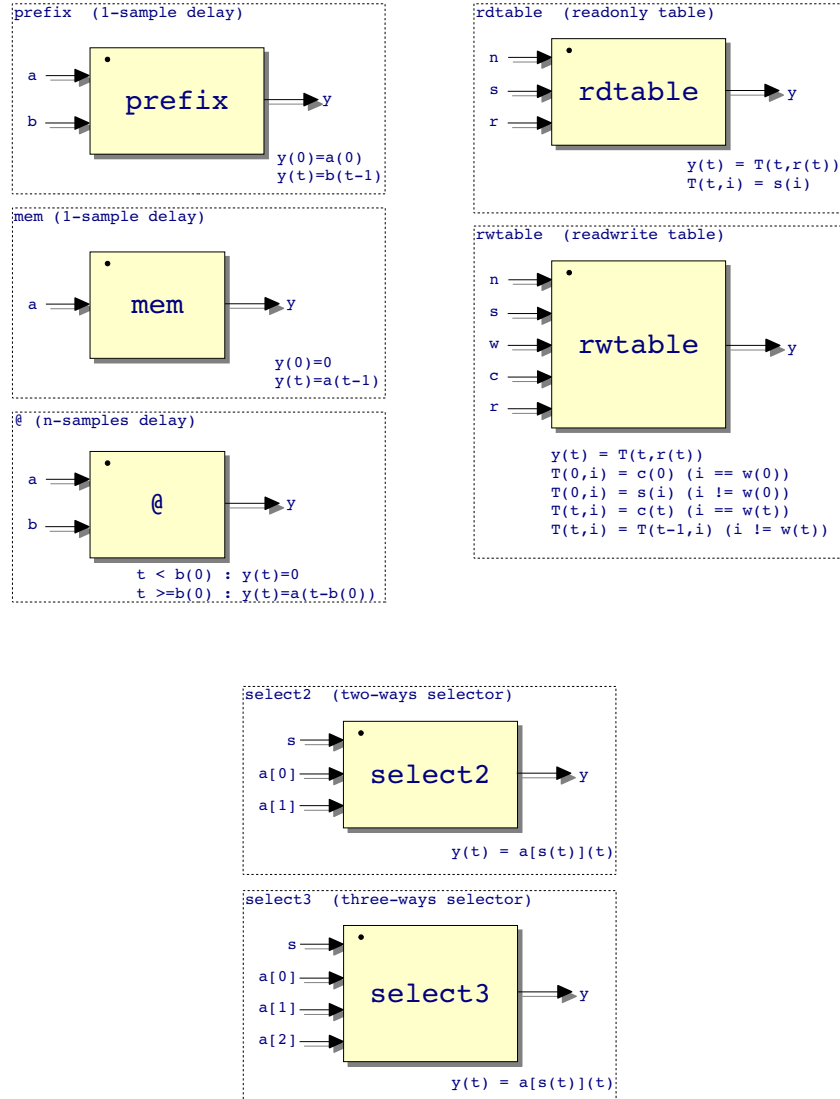 prefix  (1-sample delay)
a
b
prefix
y
y(0)=a(0)
y(t)=b(t-1)
mem (1-sample delay)
a
mem
y
y(0)=0
y(t)=a(t-1)
@ (n-samples delay)
a
b
@
y
t < b(0) : y(t)=0
t >=b(0) : y(t)=a(t-b(0))
rdtable  (readonly table)
n
s
r
rdtable
y
y(t) = T(t,r(t))
T(t,i) = s(i)
rwtable  (readwrite table)
n
s
w
c
r
rwtable
y
y(t) = T(t,r(t))
T(0,i) = c(0) (i == w(0))
T(0,i) = s(i) (i != w(0))
T(t,i) = c(t) (i == w(t))
T(t,i) = T(t-1,i) (i != w(t))
select2  (two-ways selector)
s
a[0]
a[1]
select2
y
y(t) = a[s(t)](t)
select3  (three-ways selector)
s
a[0]
a[1]
a[2]
select3
y
y(t) = a[s(t)](t)